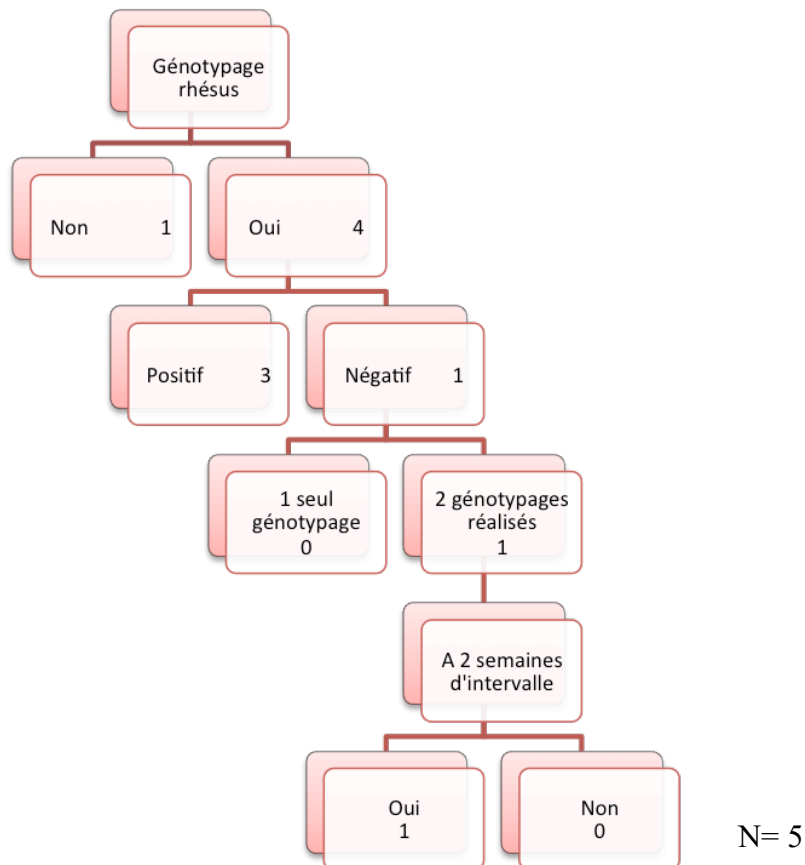 Génotypage
rhésus
Non 1
Oui 4
Positif 3
Négatif 1
1 seul
génotypage
0
2 génotypages
réalisés
1
A 2 semaines
d'intervalle
Oui
1
Non
0
N= 5